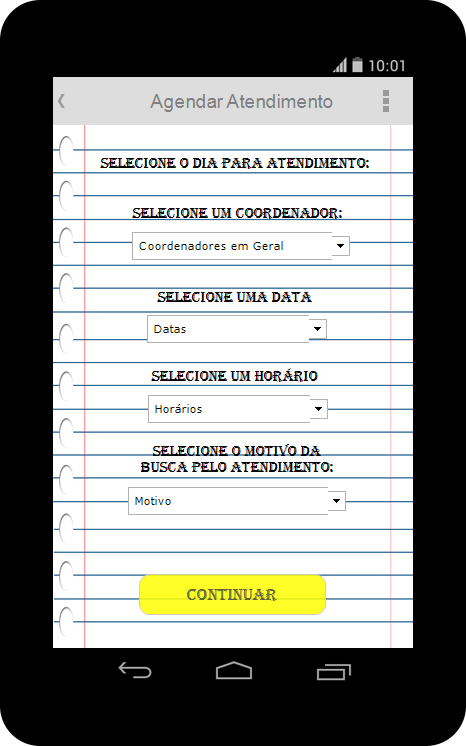 10:01
Agendar Atendimento
SELECIONE O DIA PARA ATENDIMENTO:
SELECIONE UM COORDENADOR:
Coordenadores em Geral
SELECIONE UMA DATA
Datas
SELECIONE UM HORÁRIO
Horários
SELECIONE O MOTIVO DA
BUSCA PELO ATENDIMENTO:
Motivo
CONTINUAR